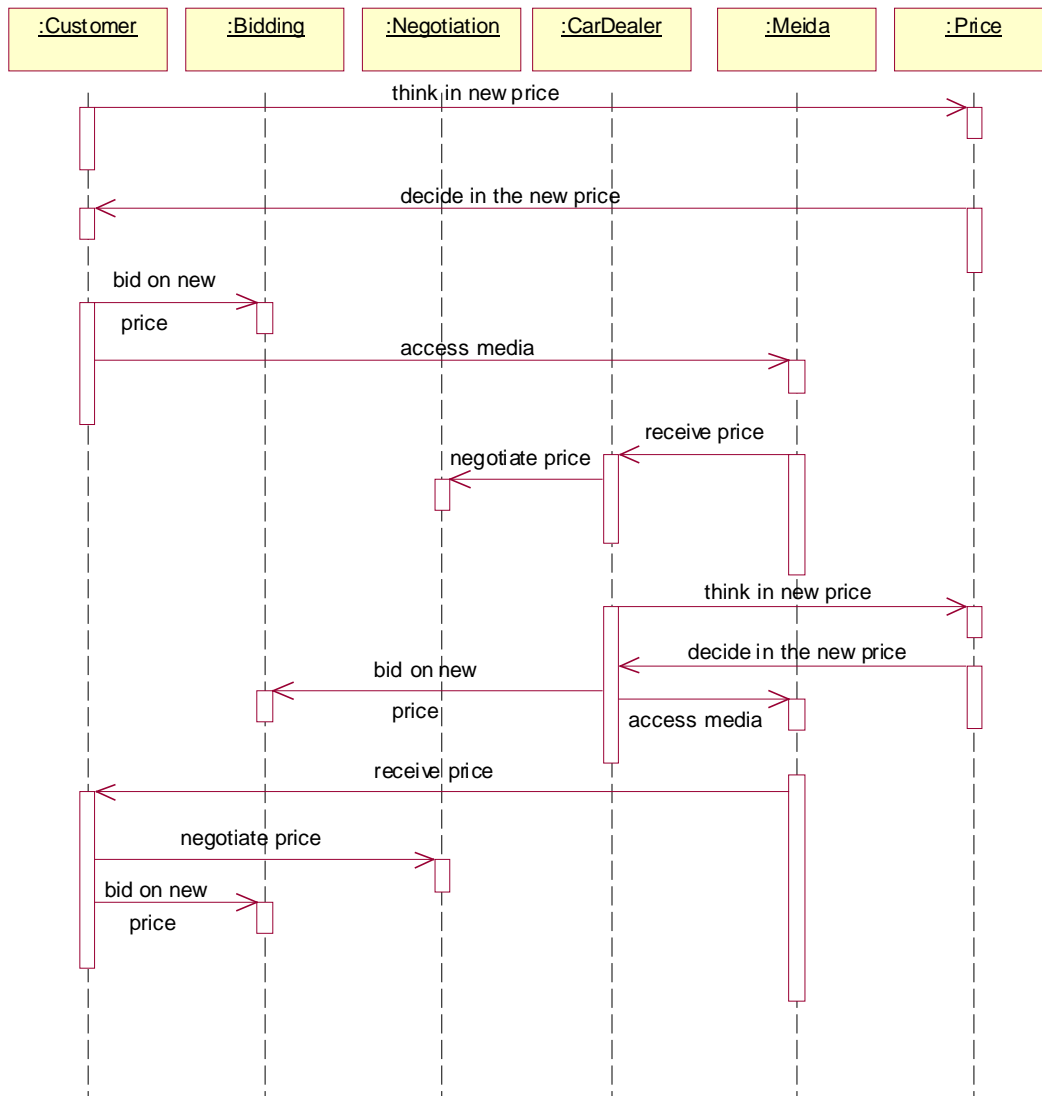 :Customer
:Bidding
:Negotiation
:CarDealer
:Meida
:Price
think in new price
decide in the new price
bid on new
price
access media
receive price
negotiate price
think in new price
decide in the new price
bid on new
price
access media
receive price
negotiate price
bid on new
price